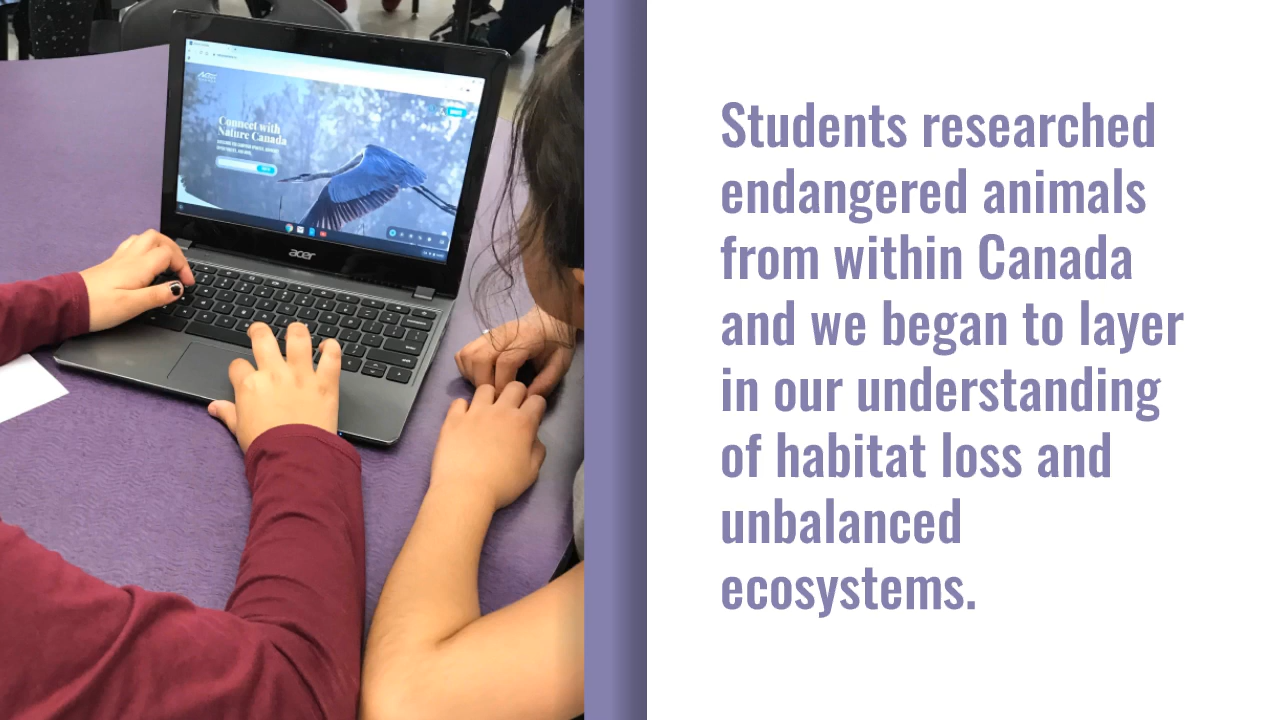 Connect with
Nature Canada
acer
Students researched
endangered animals
from within Canada
and we began to layer
in our understanding
of habitat loss and
unbalanced
ecosystems.